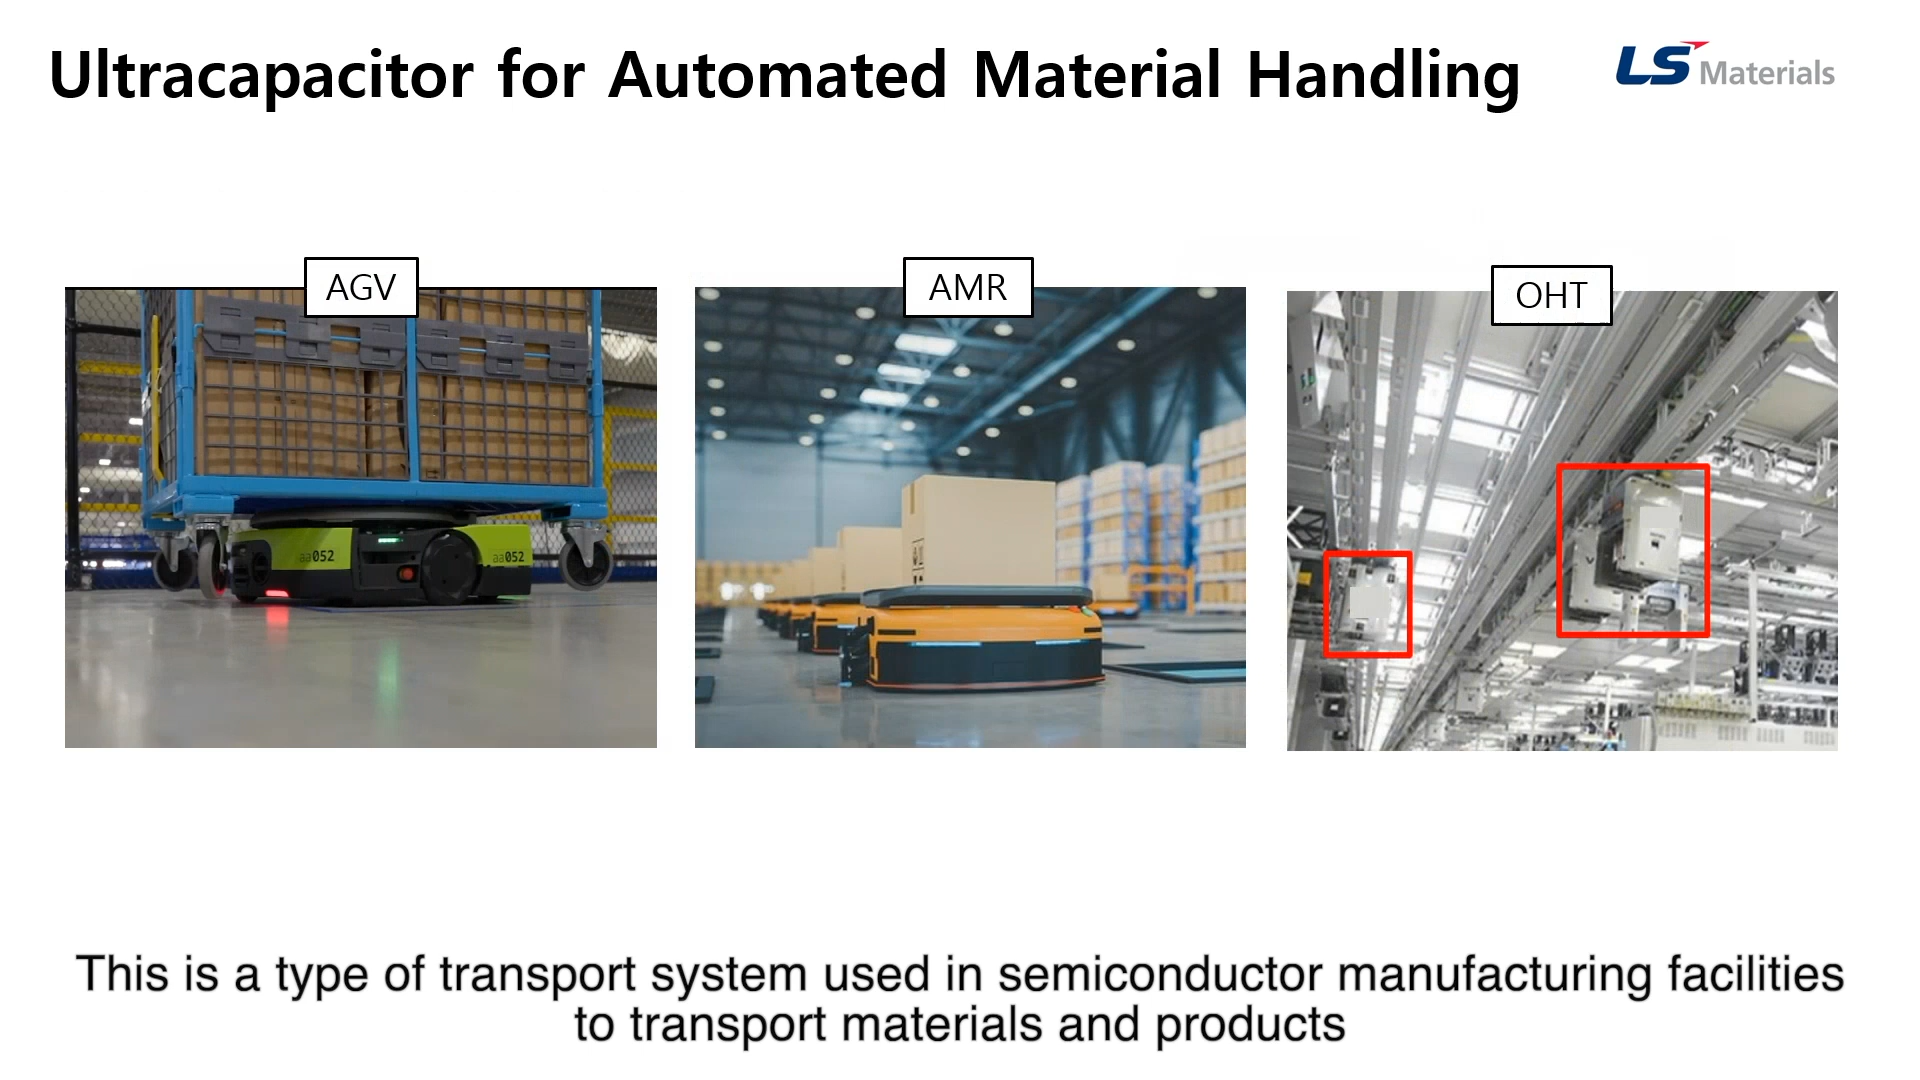 Ultracapacitor for Automated Material Handling
LS Materials
AGV
AMR
OHT
aa052
aa052
This is a type of transport system used in semiconductor manufacturing facilities
to transport materials and products